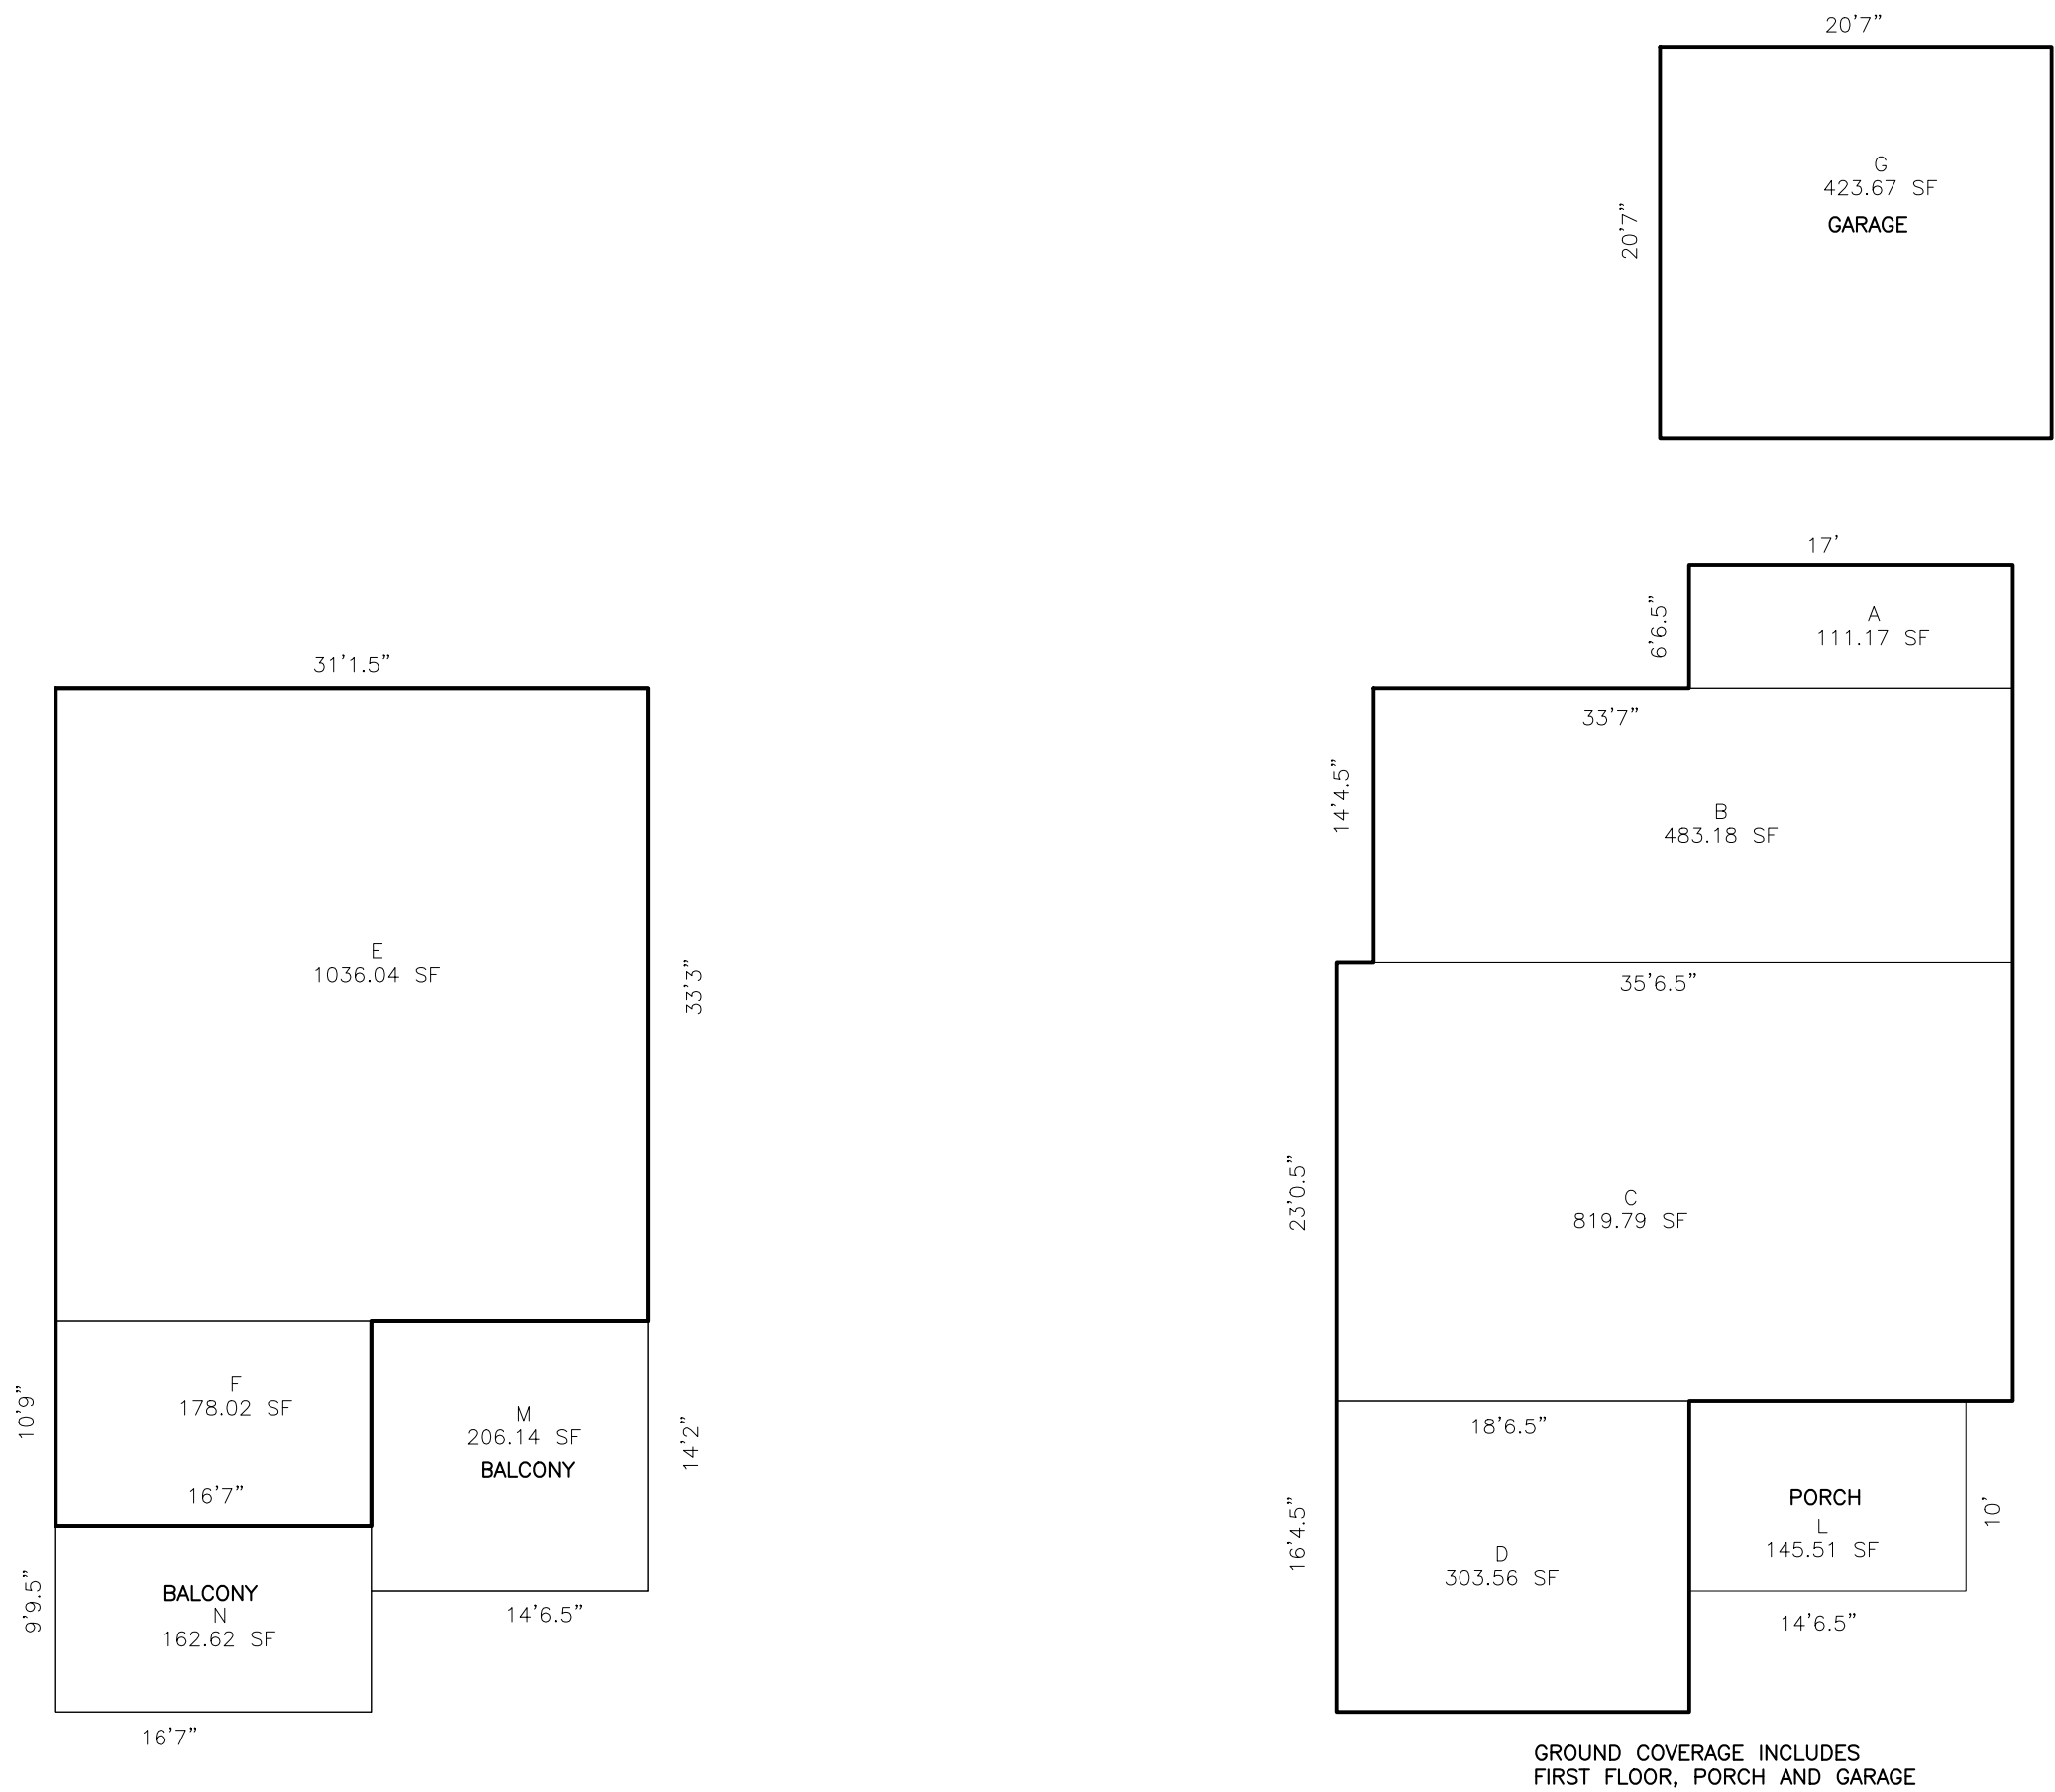 20'7"
G
423.67 SF
GARAGE
20'7"
17'
A
111.17 SF
6'6.5"
31'1.5"
33'7"
14'4.5"
B
483.18 SF
E
1036.04 SF
33'3"
35'6.5"
23'0.5"
C
819.79 SF
F
178.02 SF
10'9"
16'7"
M
206.14 SF
BALCONY
14'2"
18'6.5"
PORCH
L
145.51 SF
10'
16'4.5"
D
303.56 SF
BALCONY
N
162.62 SF
9'9.5"
14'6.5"
14'6.5"
16'7"
GROUND COVERAGE INCLUDES
FIRST FLOOR, PORCH AND GARAGE